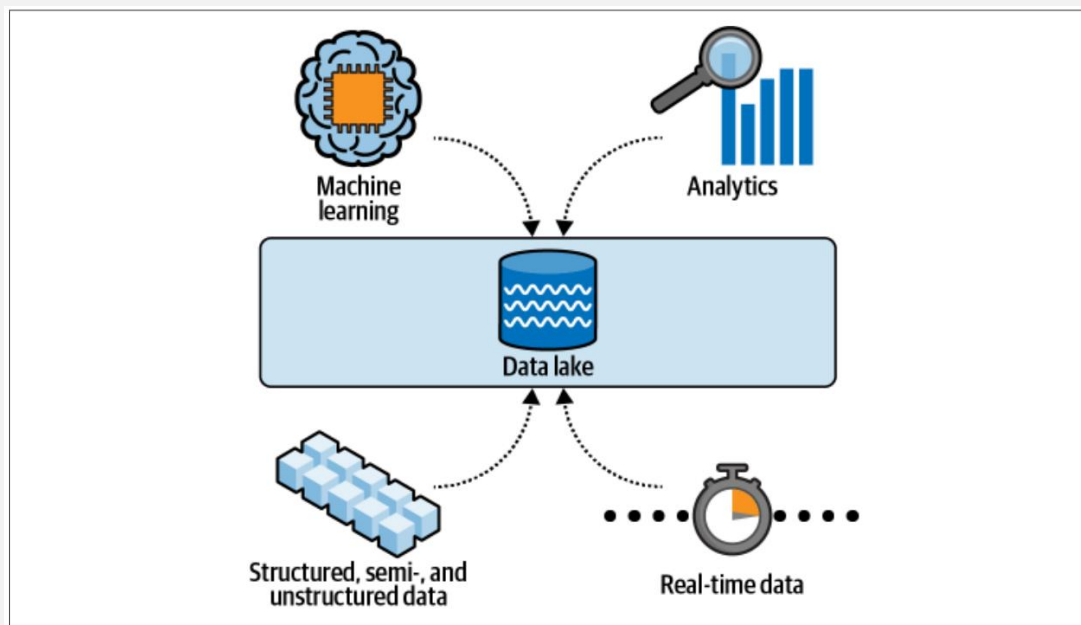 Machine
learning
Analytics
Data lake
Structured, semi-, and
unstructured data
Real-time data